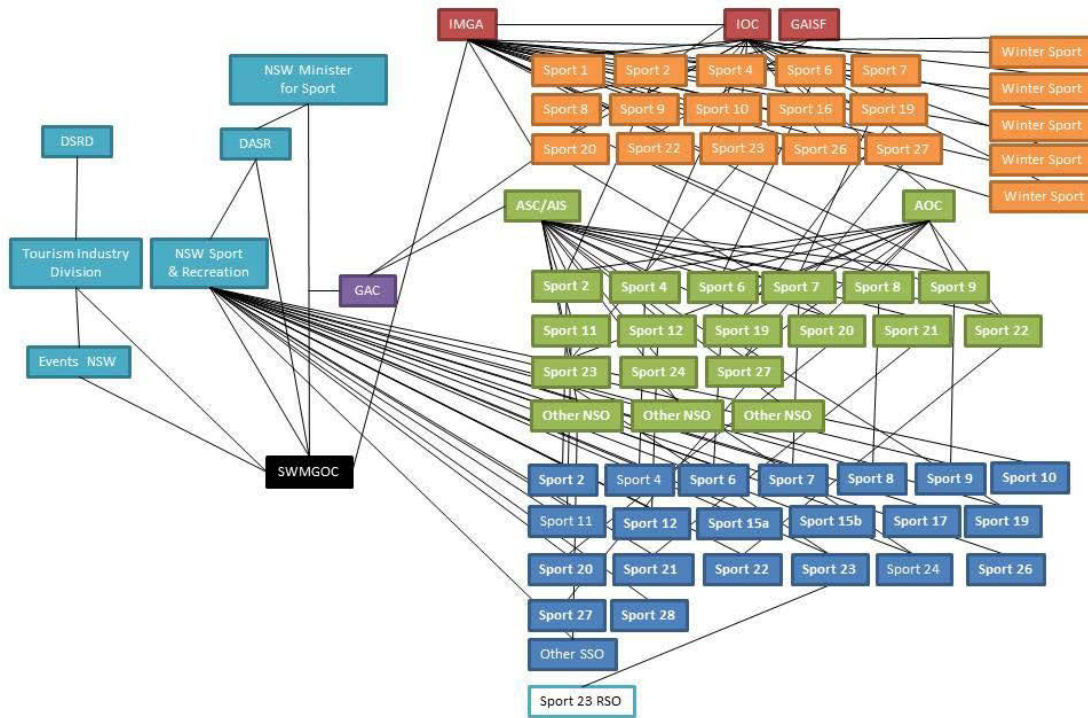 IMGA
IOC
GAISF
NSW Minister
for Sport
DSRD
DASR
Tourism Industry
Division
NSW Sport
& Recreation
GAC
Events NSW
SWMGOC
Sport 1
Sport 2
Sport 4
Sport 6
Sport 7
Sport 8
Sport 9
Sport 10
Sport 16
Sport 19
Sport 20
Sport 22
Sport 23
Sport 26
Sport 27
Winter Sport
Winter Sport
Winter Sport
Winter Sport
Winter Sport
ASC/AIS
AOC
Sport 2
Sport 4
Sport 6
Sport 7
Sport 8
Sport 9
Sport 11
Sport 12
Sport 19
Sport 20
Sport 21
Sport 22
Sport 23
Sport 24
Sport 27
Other NSO
Other NSO
Other NSO
Sport 2
Sport 4
Sport 6
Sport 7
Sport 8
Sport 9
Sport 10
Sport 11
Sport 12
Sport 15a
Sport 15b
Sport 17
Sport 19
Sport 20
Sport 21
Sport 22
Sport 23
Sport 24
Sport 26
Sport 27
Sport 28
Other SSO
Sport 23 RSO